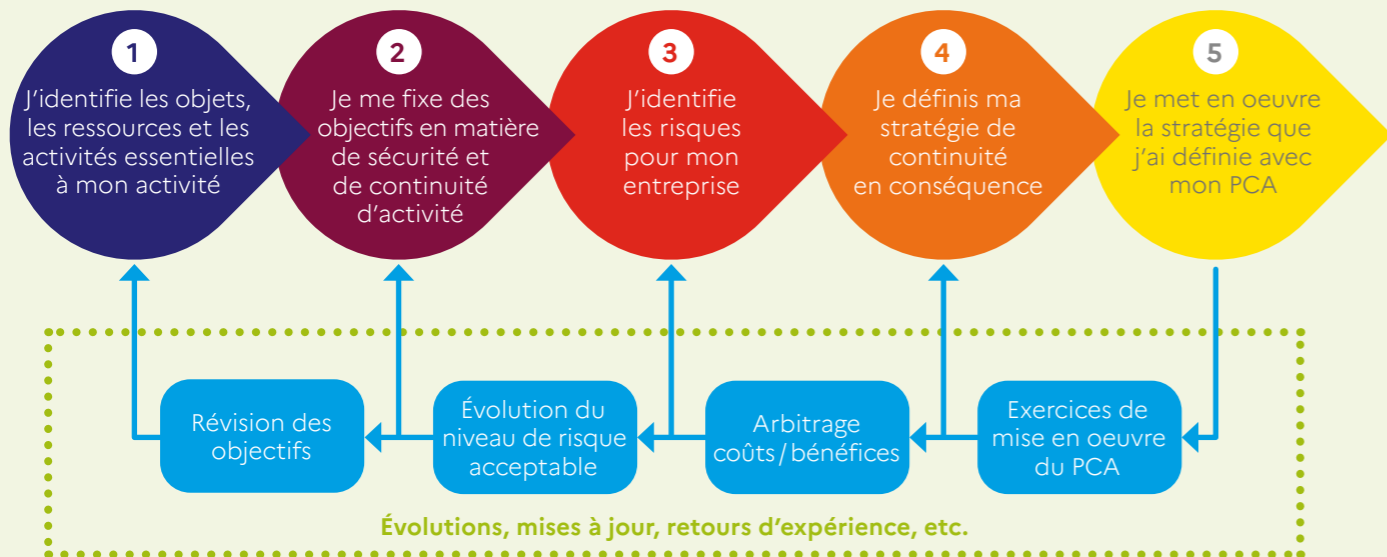 1
J'identifie les objets,
les ressources et les
activités essentielles
à mon activité
2
Je me fixe des
objectifs en matière
de sécurité et
de continuité
d'activité
3
J'identifie
les risques
pour mon
entreprise
4
Je définis ma
stratégie de
continuité
en conséquence
5
Je met en oeuvre
la stratégie que
j'ai définie avec
mon PCA
Révision des
objectifs
Évolution du
niveau de risque
acceptable
Arbitrage
coûts/bénéfices
Exercices de
mise en oeuvre
du PCA
Évolutions, mises à jour, retours d'expérience, etc.